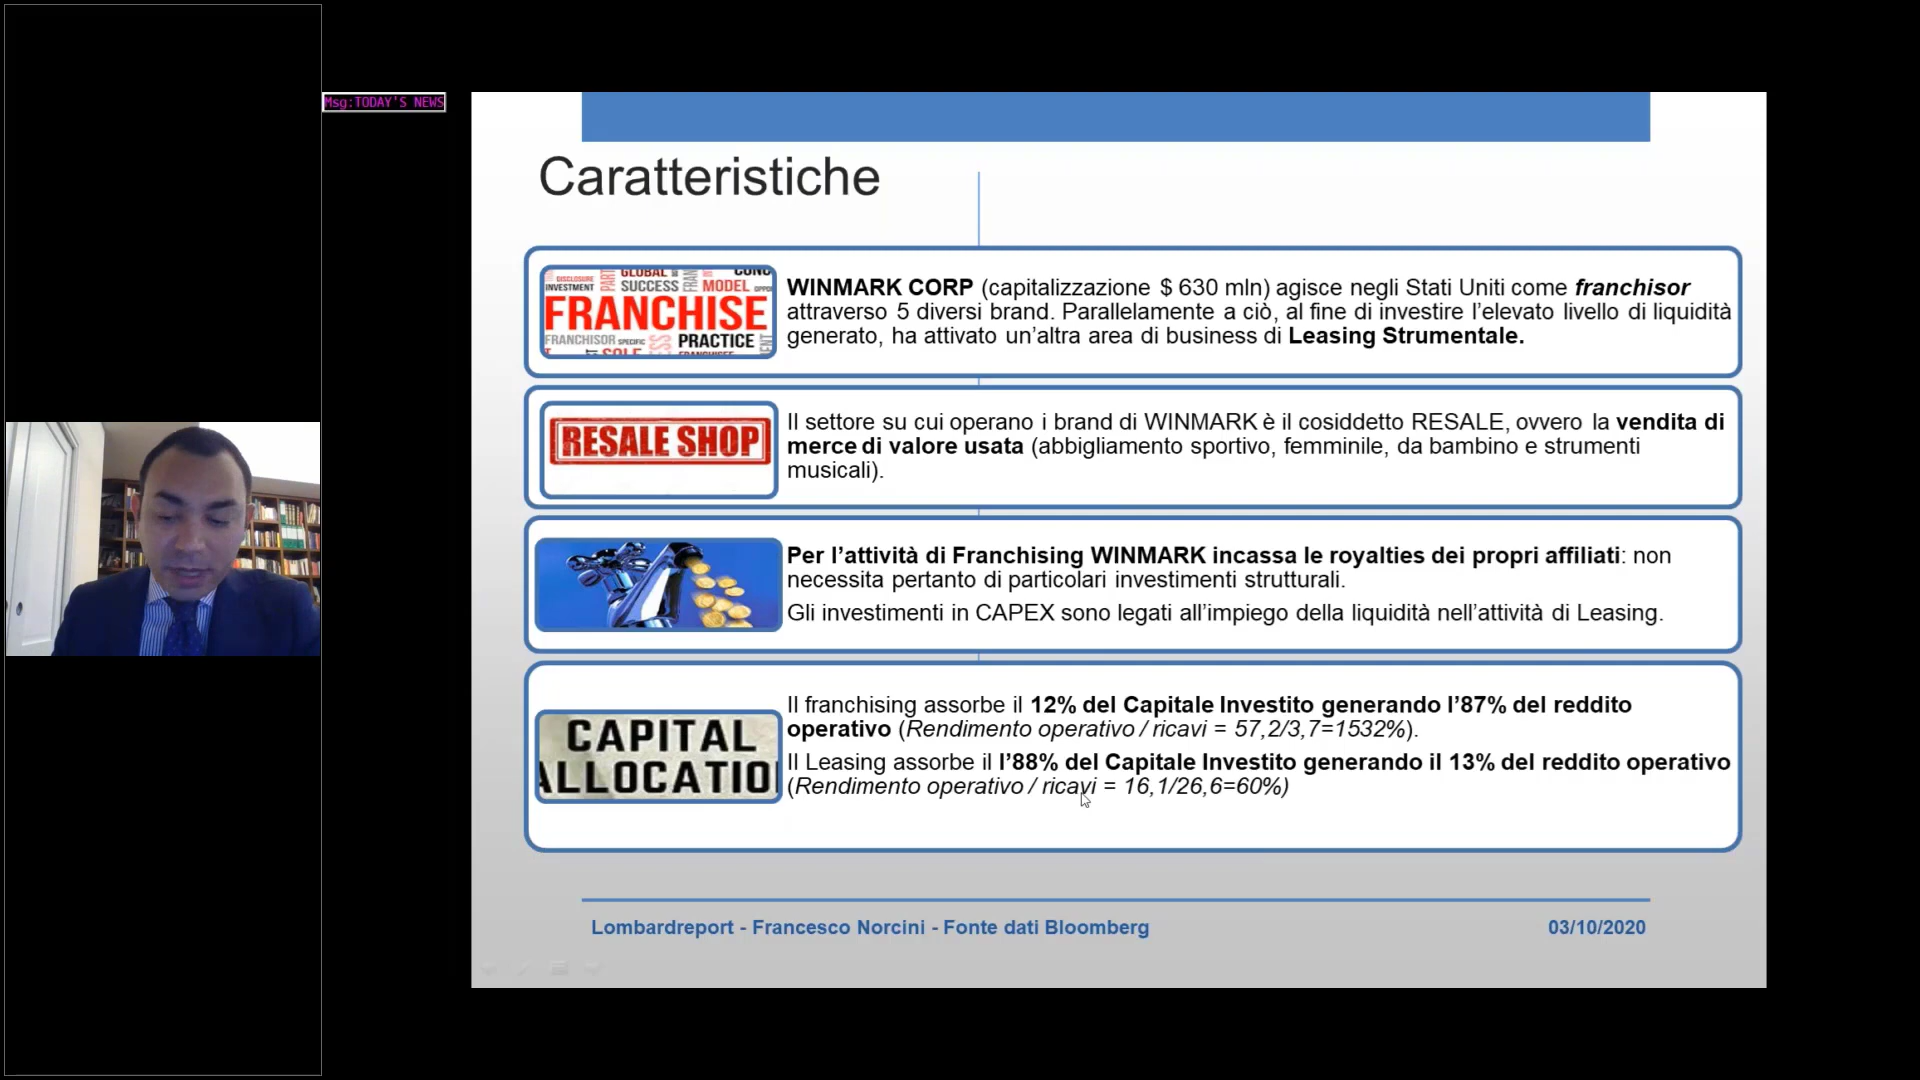 Msg:TODAY'S NEWS
Caratteristiche
DISCLOSURE
GLOBAL
INVESTMENT
SUCCESS
MODEL
FRANCHISE
FRANCHISOR
SPECIFIC
PRACTICE
SOLE
FRANCHISEE
WINMARK CORP (capitalizzazione $ 630 mln) agisce negli Stati Uniti come franchisor
attraverso 5 diversi brand. Parallelamente a ciò, al fine di investire l’elevato livello di liquidità
generato, ha attivato un’altra area di business di Leasing Strumentale.
RESALE SHOP
Il settore su cui operano i brand di WINMARK è il cosiddetto RESALE, ovvero la vendita di
merce di valore usata (abbigliamento sportivo, femminile, da bambino e strumenti
musicali).
Per l’attività di Franchising WINMARK incassa le royalties dei propri affiliati: non
necessita pertanto di particolari investimenti strutturali.
Gli investimenti in CAPEX sono legati all’impiego della liquidità nell’attività di Leasing.
CAPITAL
ALLOCATIO
Il franchising assorbe il 12% del Capitale Investito generando l’87% del reddito
operativo (Rendimento operativo / ricavi = 57,2/3,7=1532%).
Il Leasing assorbe il l’88% del Capitale Investito generando il 13% del reddito operativo
(Rendimento operativo / ricavi = 16,1/26,6=60%)
Lombardreport - Francesco Norcini - Fonte dati Bloomberg
03/10/2020